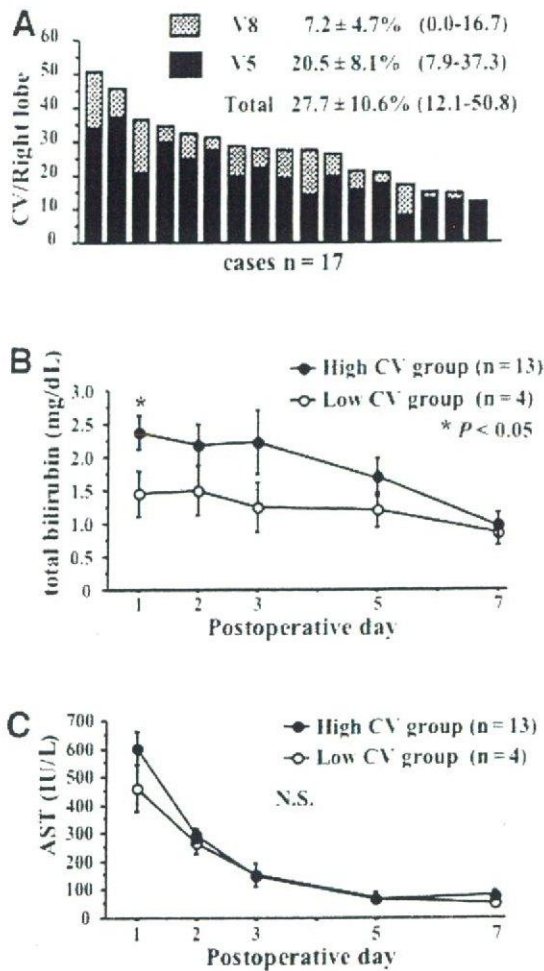 A
V8 7.2 ± 4.7% (0.0-16.7)
V5 20.5 ± 8.1% (7.9-37.3)
Total 27.7 ± 10.6% (12.1-50.8)
CV/Right lobe
60
50
40
30
20
10
0
cases n = 17
B
High CV group (n = 13)
Low CV group (n = 4)
* P < 0.05
*
total bilirubin (mg/dL)
3.0
2.5
2.0
1.5
1.0
0.5
0
1 2 3 5 7
Postoperative day
C
High CV group (n = 13)
Low CV group (n = 4)
N.S.
AST (IU/L)
700
600
500
400
300
200
100
0
1 2 3 5 7
Postoperative day